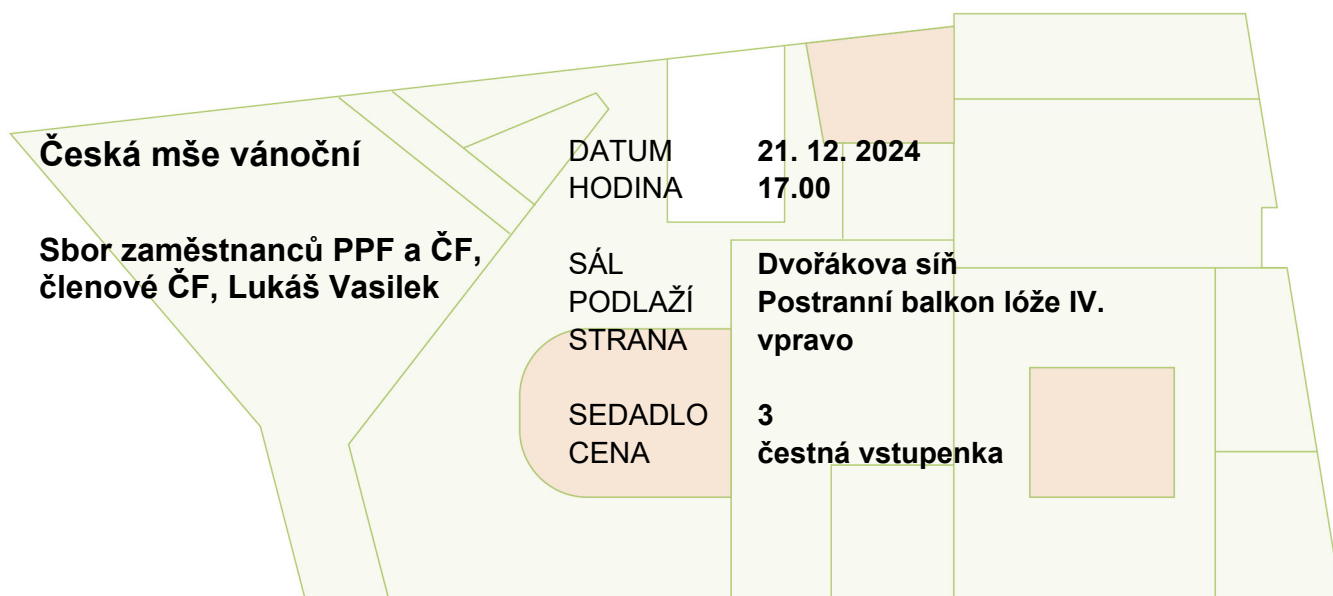 Česká mše vánoční
Sbor zaměstnanců PPF a ČF,
členové ČF, Lukáš Vasilek
DATUM 21. 12. 2024
HODINA 17.00
SÁL Dvořákova síň
PODLAŽÍ Postranní balkon lóže IV.
STRANA vpravo
SEDADLO 3
CENA čestná vstupenka